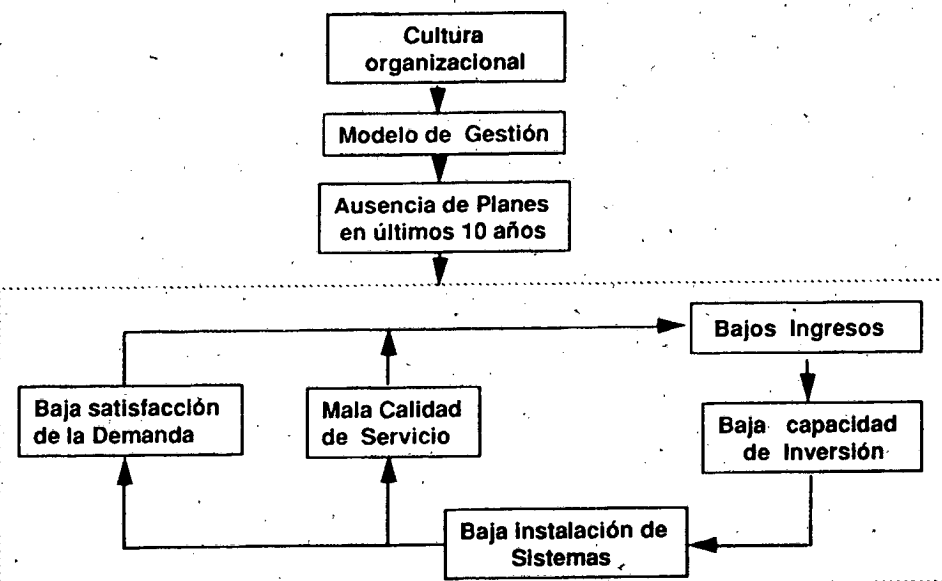 Cultura
organizacional
Modelo de Gestión
Ausencia de Planes
en últimos 10 años
Bajos Ingresos
Baja satisfacción
de la Demanda
Mala Calidad
de Servicio
Baja capacidad
de Inversión
Baja instalación de
Sistemas